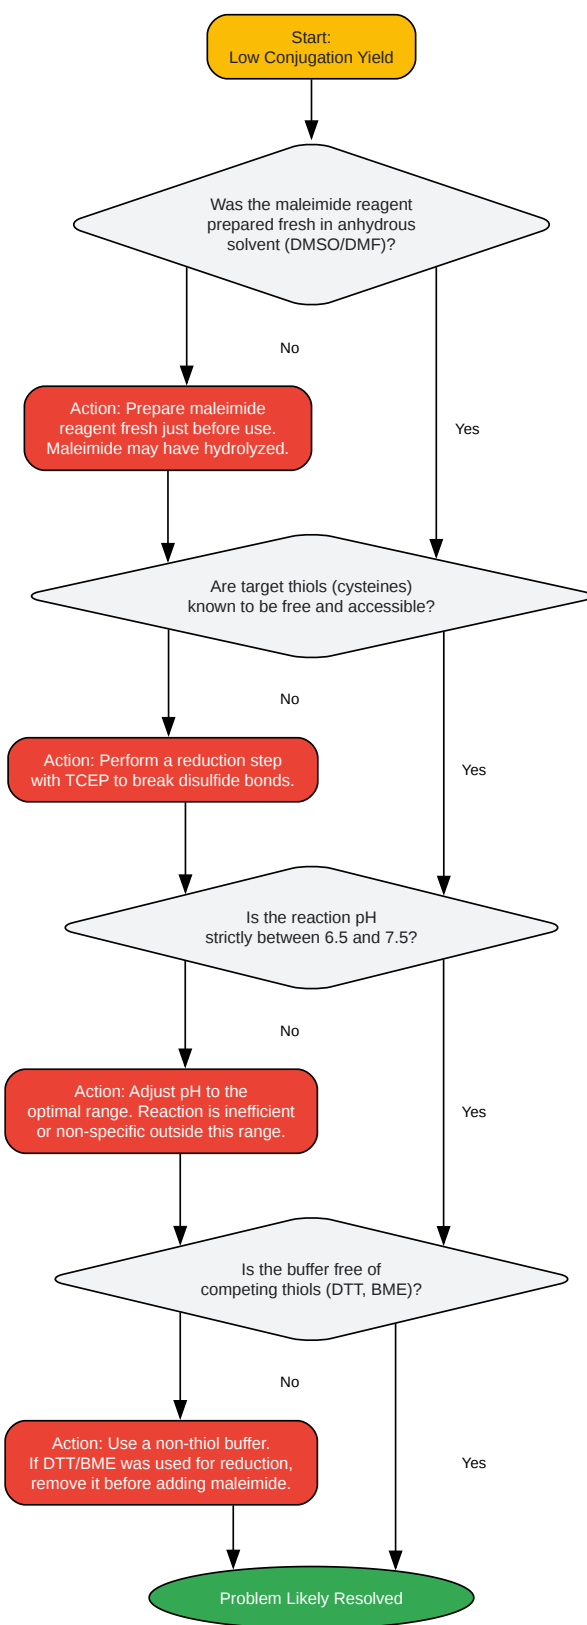 Start:
Low Conjugation Yield
Was the maleimide reagent
prepared fresh in anhydrous
solvent (DMSO/DMF)?
No
Action: Prepare maleimide
reagent fresh just before use.
Maleimide may have hydrolyzed.
Yes
Are target thiols (cysteines)
known to be free and accessible?
No
Action: Perform a reduction step
with TCEP to break disulfide bonds.
Yes
Is the reaction pH
strictly between 6.5 and 7.5?
No
Action: Adjust pH to the
optimal range. Reaction is inefficient
or non-specific outside this range.
Yes
Is the buffer free of
competing thiols (DTT, BME)?
No
Action: Use a non-thiol buffer.
If DTT/BME was used for reduction,
remove it before adding maleimide.
Yes
Problem Likely Resolved